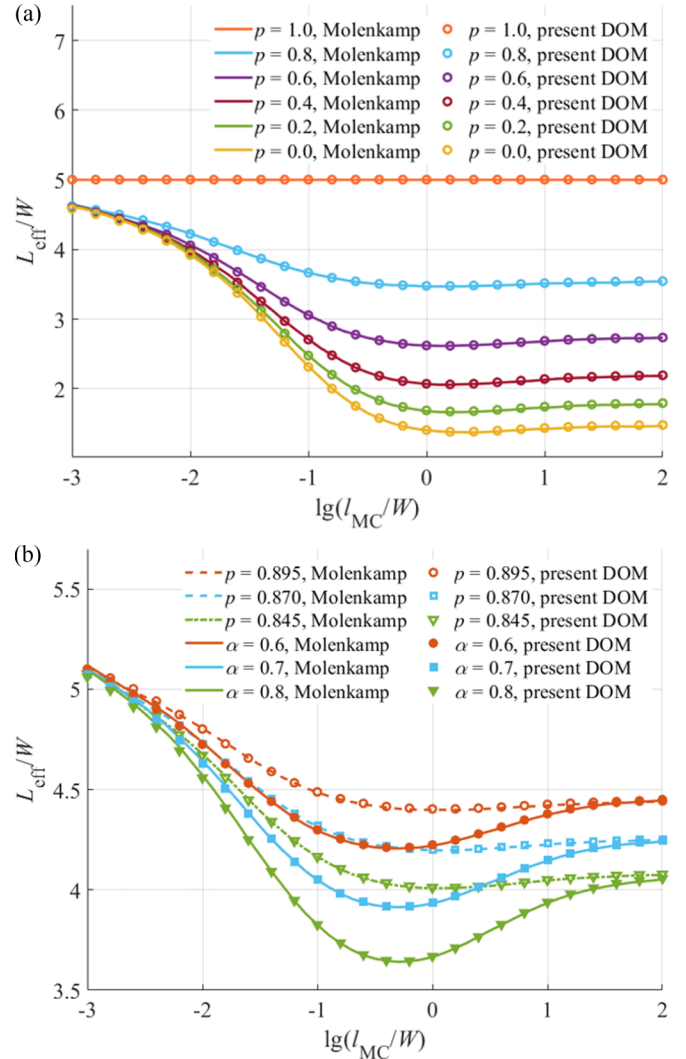 (a)
7
6
5
4
3
2
L_eff/W
p = 1.0, Molenkamp p = 1.0, present DOM
p = 0.8, Molenkamp p = 0.8, present DOM
p = 0.6, Molenkamp p = 0.6, present DOM
p = 0.4, Molenkamp p = 0.4, present DOM
p = 0.2, Molenkamp p = 0.2, present DOM
p = 0.0, Molenkamp p = 0.0, present DOM
-3 -2 -1 0 1 2
lg(l_MC/W)
(b)
5.5
5
4.5
4
3.5
L_eff/W
p = 0.895, Molenkamp p = 0.895, present DOM
p = 0.870, Molenkamp p = 0.870, present DOM
p = 0.845, Molenkamp p = 0.845, present DOM
α = 0.6, Molenkamp α = 0.6, present DOM
α = 0.7, Molenkamp α = 0.7, present DOM
α = 0.8, Molenkamp α = 0.8, present DOM
-3 -2 -1 0 1 2
lg(l_MC/W)